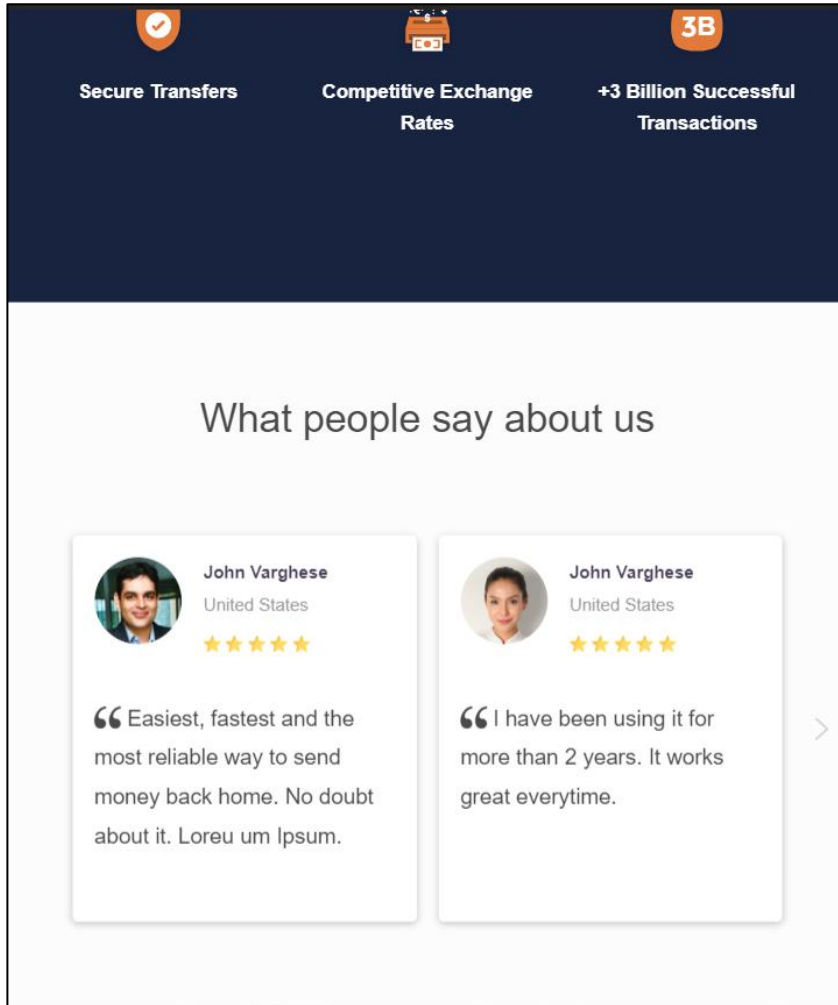 3B
Secure Transfers
Competitive Exchange
Rates
+3 Billion Successful
Transactions
What people say about us
John Varghese
United States
“ Easiest, fastest and the
most reliable way to send
money back home. No doubt
about it. Loreu um Ipsum.
John Varghese
United States
“ I have been using it for
more than 2 years. It works
great everytime.